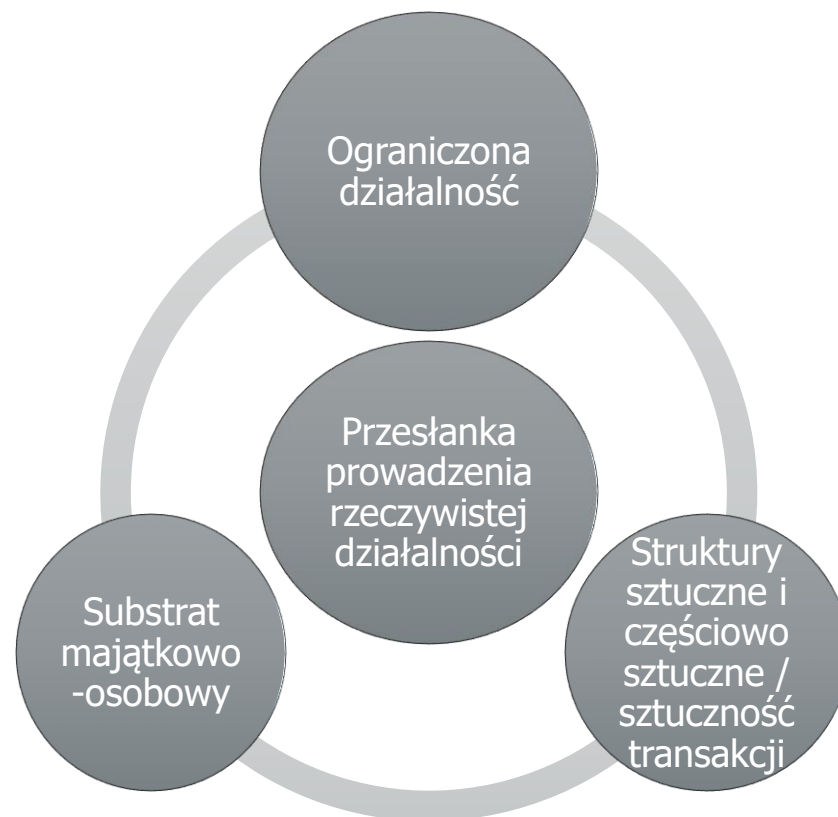 Ograniczona
działalność
Przesłanka
prowadzenia
rzeczywistej
działalności
Substrat
majątkowo
-osobowy
Struktury
sztuczne i
częściowo
sztuczne /
sztuczność
transakcji